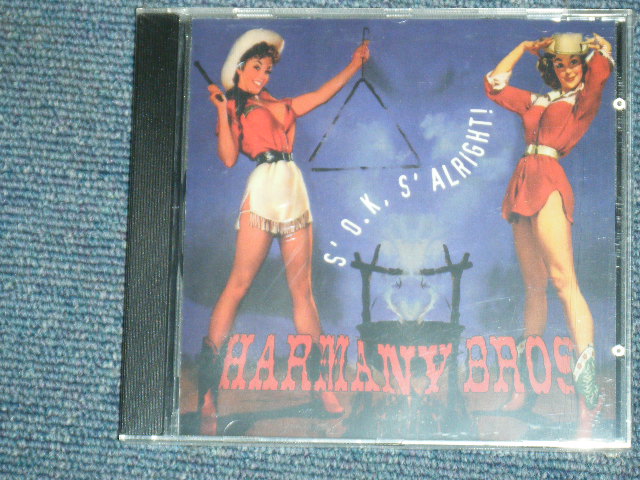 S' O.K, S' ALRIGHT!
HARMANY BROS